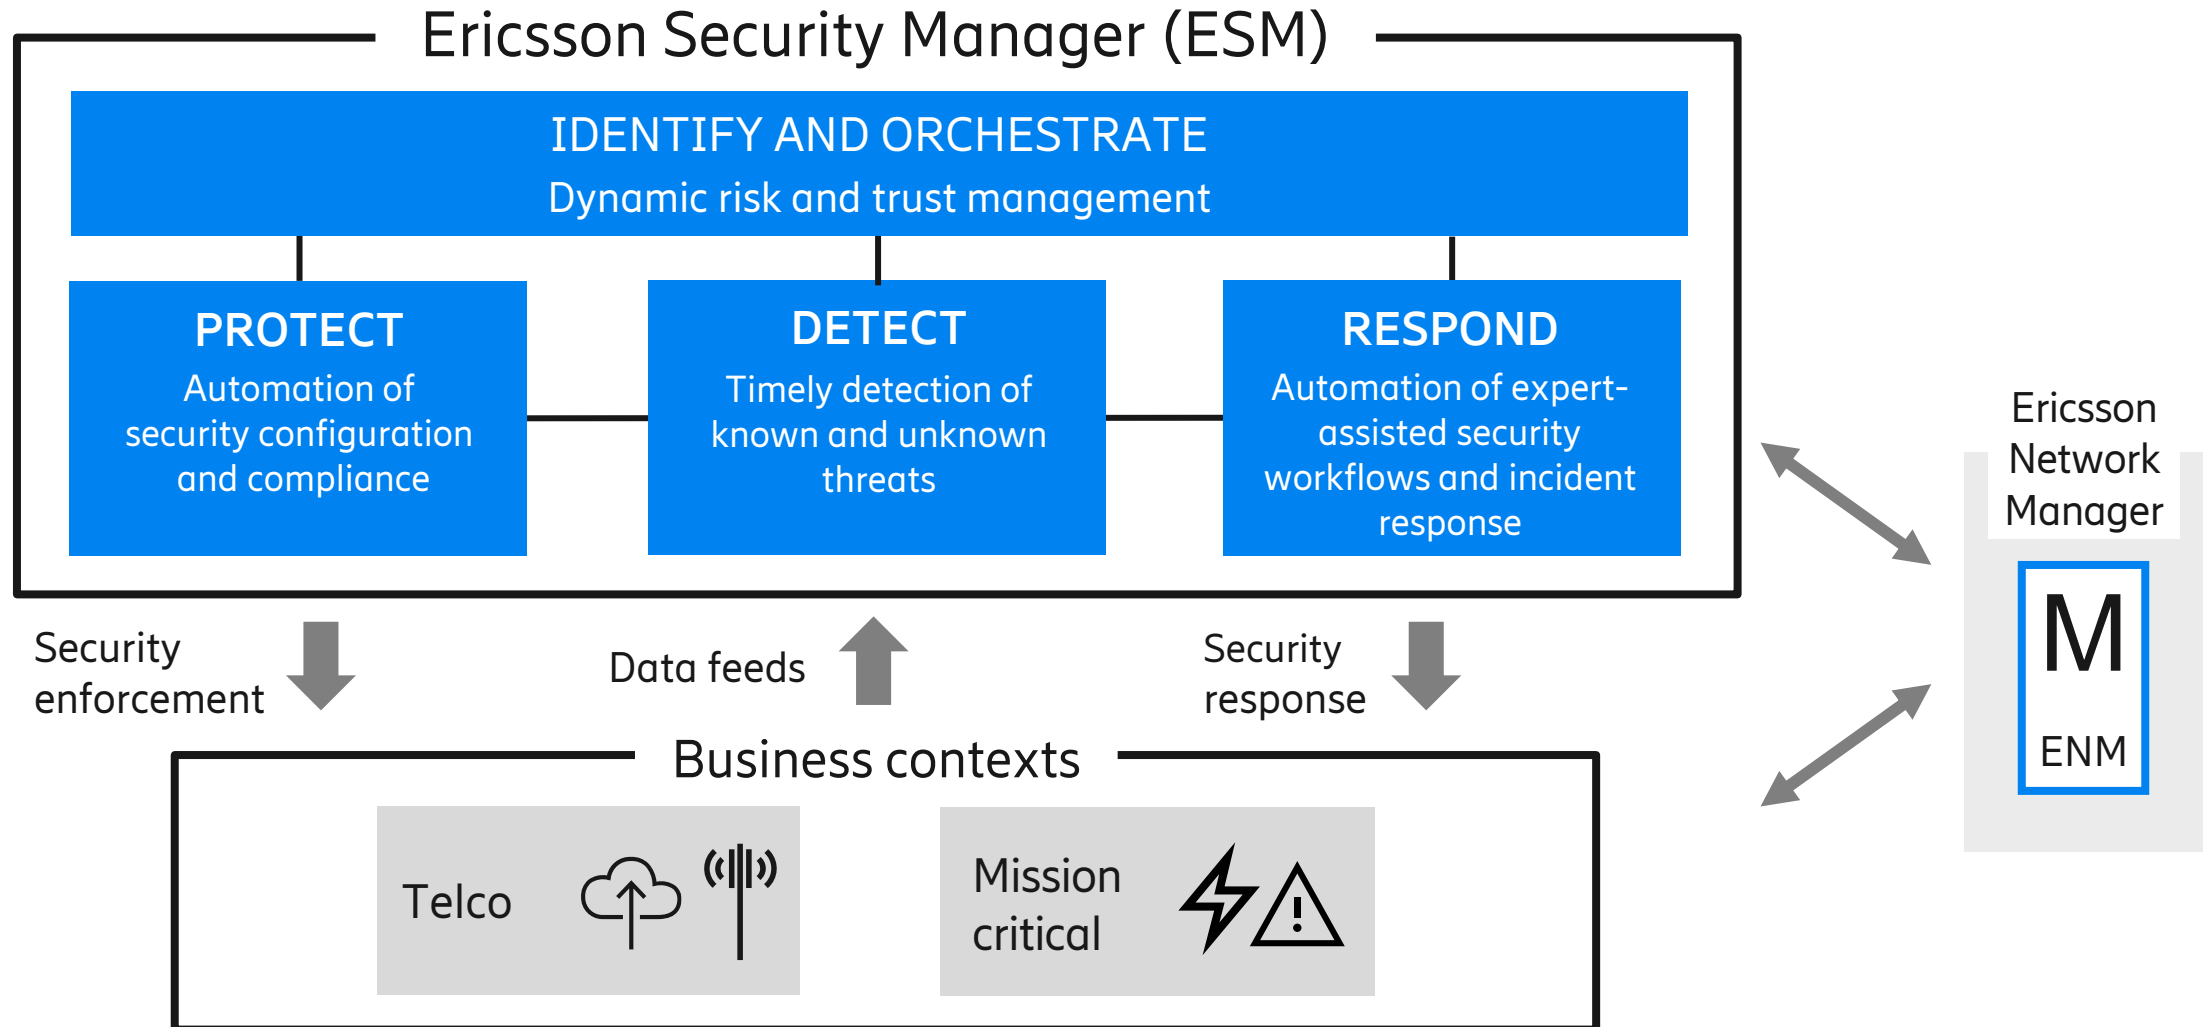 Ericsson Security Manager (ESM)
IDENTIFY AND ORCHESTRATE
Dynamic risk and trust management
PROTECT
Automation of
security configuration
and compliance
DETECT
Timely detection of
known and unknown
threats
RESPOND
Automation of expert-
assisted security
workflows and incident
response
Ericsson
Network
Manager
M
ENM
Security
enforcement
Data feeds
Security
response
Business contexts
Telco
Mission
critical